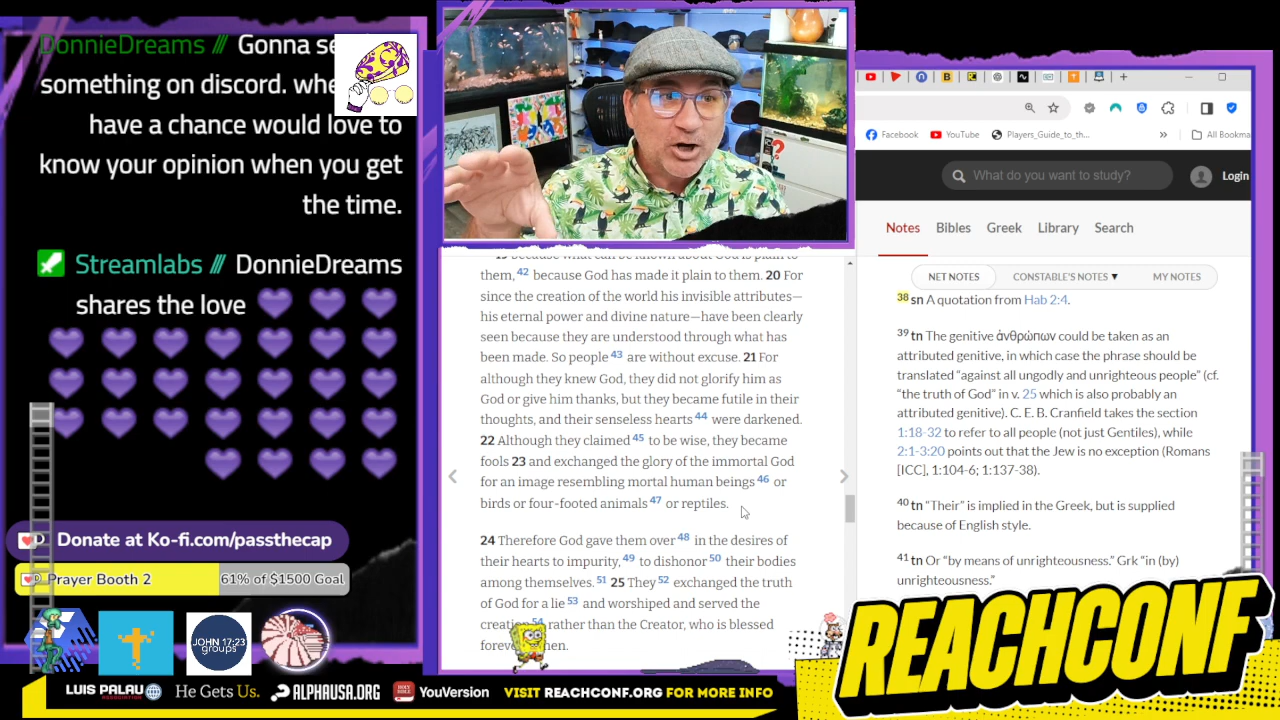 DonnieDreams /// Gonna
something on discord. whe
have a chance would love to
know your opinion when you get
the time.
Streamlabs /// DonnieDreams
shares the love
Donate at Ko-fi.com/passthecap
Prayer Booth 2
61% of $1500 Goal
JOHN 17:23
groups
them, 42 because God has made it plain to them. 20 For
since the creation of the world his invisible attributes—
his eternal power and divine nature—have been clearly
seen because they are understood through what has
been made. So people 43 are without excuse. 21 For
although they knew God, they did not glorify him as
God or give him thanks, but they became futile in their
thoughts, and their senseless hearts 44 were darkened.
22 Although they claimed 45 to be wise, they became
fools 23 and exchanged the glory of the immortal God
for an image resembling mortal human beings 46 or
birds or four-footed animals 47 or reptiles.
24 Therefore God gave them over 48 in the desires of
their hearts to impurity, 49 to dishonor 50 their bodies
among themselves. 51 25 They 52 exchanged the truth
of God for a lie 53 and worshiped and served the
creation 54 rather than the Creator, who is blessed
Facebook
YouTube
Players_Guide_to_th...
»
All Bookma
What do you want to study?
Login
Notes
Bibles
Greek
Library
Search
NET NOTES
CONSTABLE'S NOTES ▼
MY NOTES
38 sn A quotation from Hab 2:4.
39 tn The genitive ἀνθρώπων could be taken as an
attributed genitive, in which case the phrase should be
translated “against all ungodly and unrighteous people” (cf.
“the truth of God” in v. 25 which is also probably an
attributed genitive). C. E. B. Cranfield takes the section
1:18-32 to refer to all people (not just Gentiles), while
2:1-3:20 points out that the Jew is no exception (Romans
[ICC], 1:104-6; 1:137-38).
40 tn “Their” is implied in the Greek, but is supplied
because of English style.
41 tn Or “by means of unrighteousness.” Grk “in (by)
unrighteousness.”
REACHCONF
LUIS PALAU
He Gets Us.
ALPHAUSA.ORG
HOLY BIBLE
YouVersion
VISIT REACHCONF.ORG FOR MORE INFO